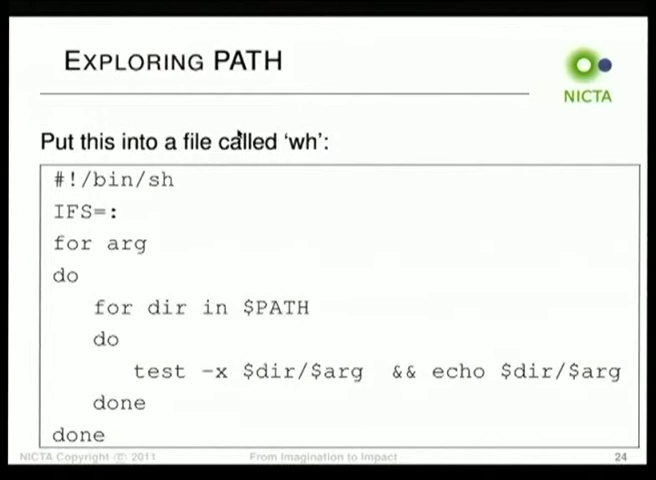 EXPLORING PATH
NICTA
Put this into a file called ‘wh’:
#!/bin/sh
IFS=:
for arg
do
for dir in $PATH
do
test -x $dir/$arg && echo $dir/$arg
done
done
NICTA Copyright © 2011
From Imagination to Impact
24